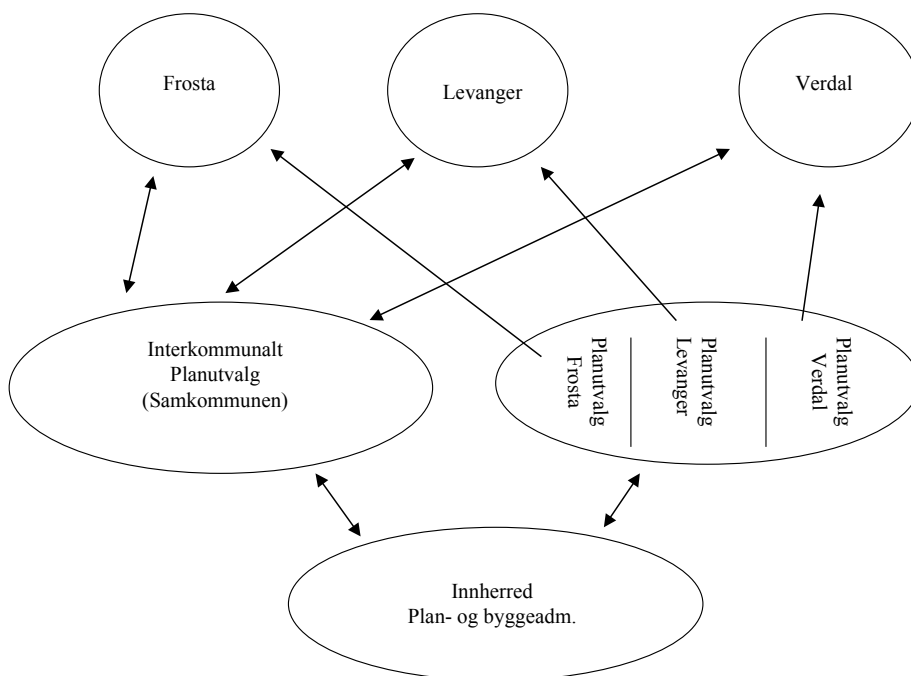 Frosta
Levanger
Verdal
Interkommunalt
Planutvalg
(Samkommunen)
Planutvalg
Frosta
Planutvalg
Levanger
Planutvalg
Verdal
Innherred
Plan- og byggeadm.